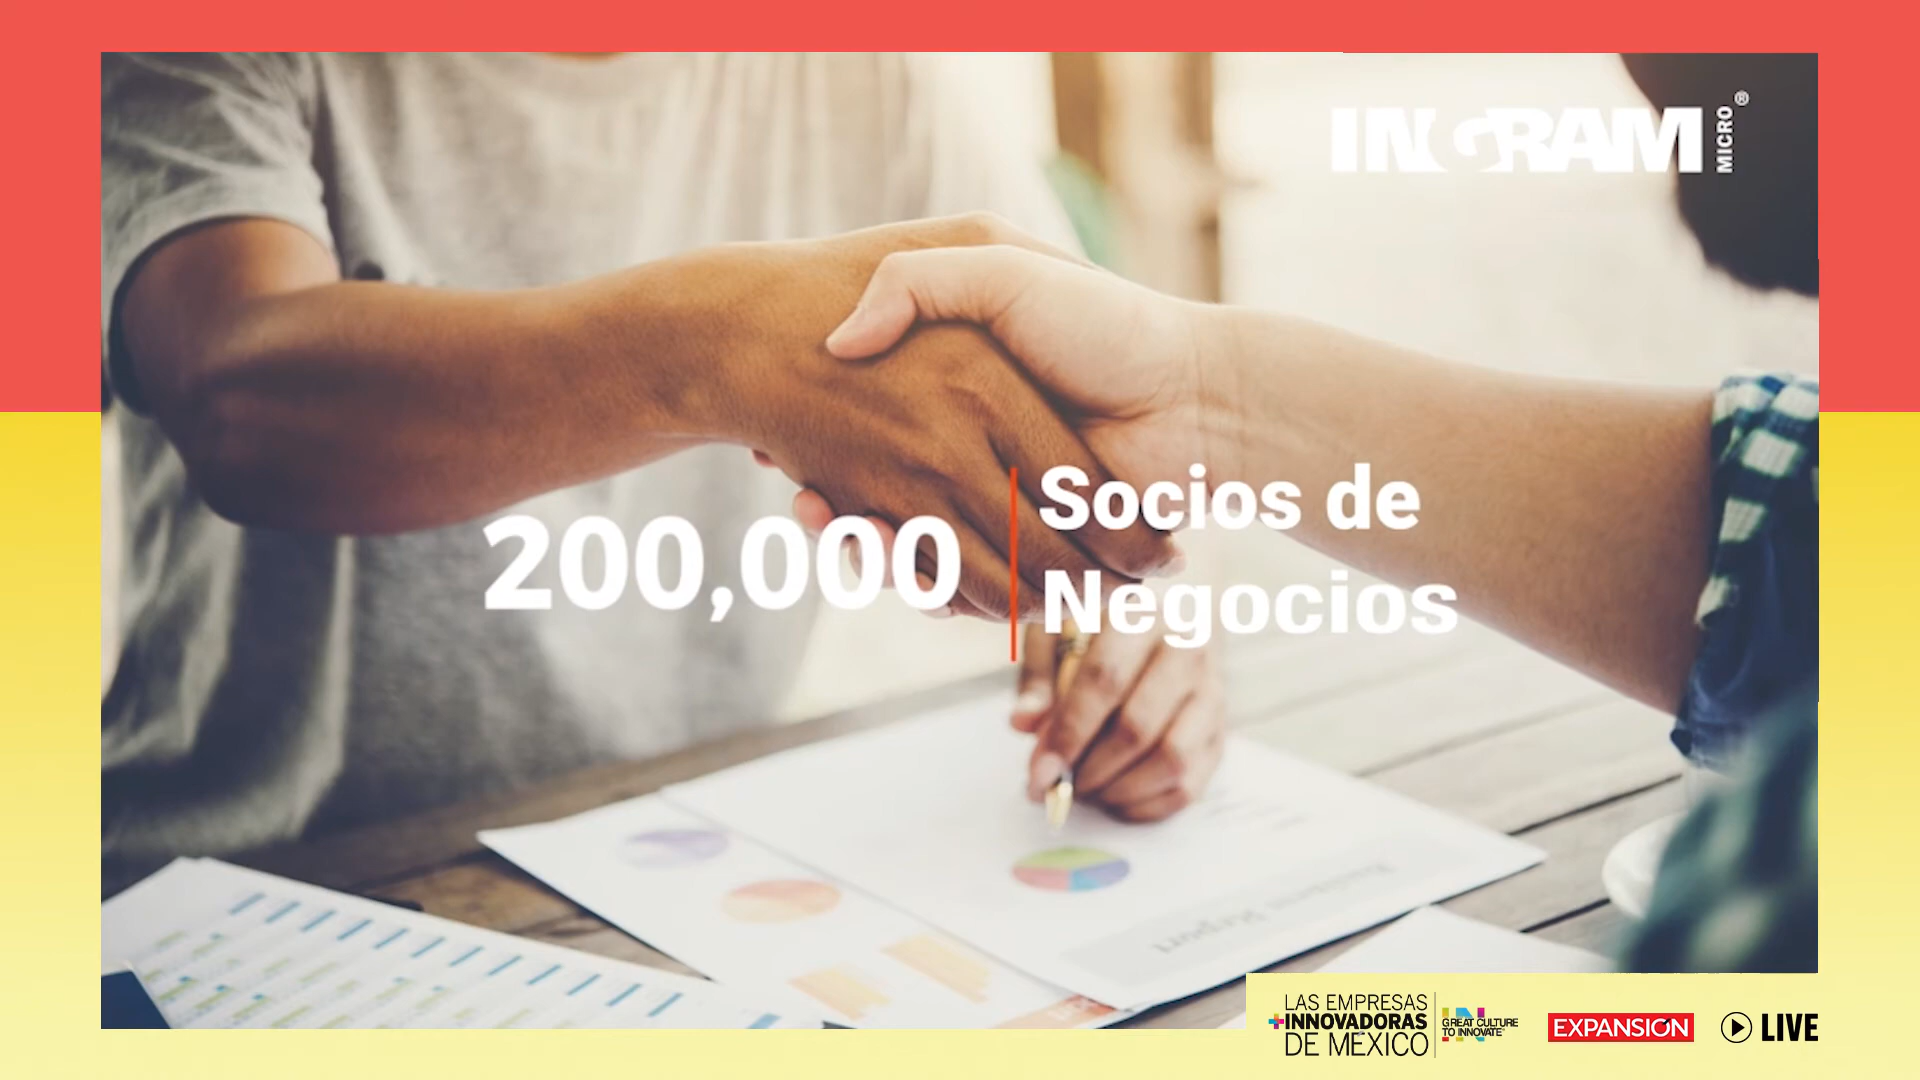 INGRAM MICRO®
200,000
Socios de
Negocios
LAS EMPRESAS
+INNOVADORAS
DE MÉXICO
GREAT CULTURE
TO INNOVATE
EXPANSIÓN
LIVE